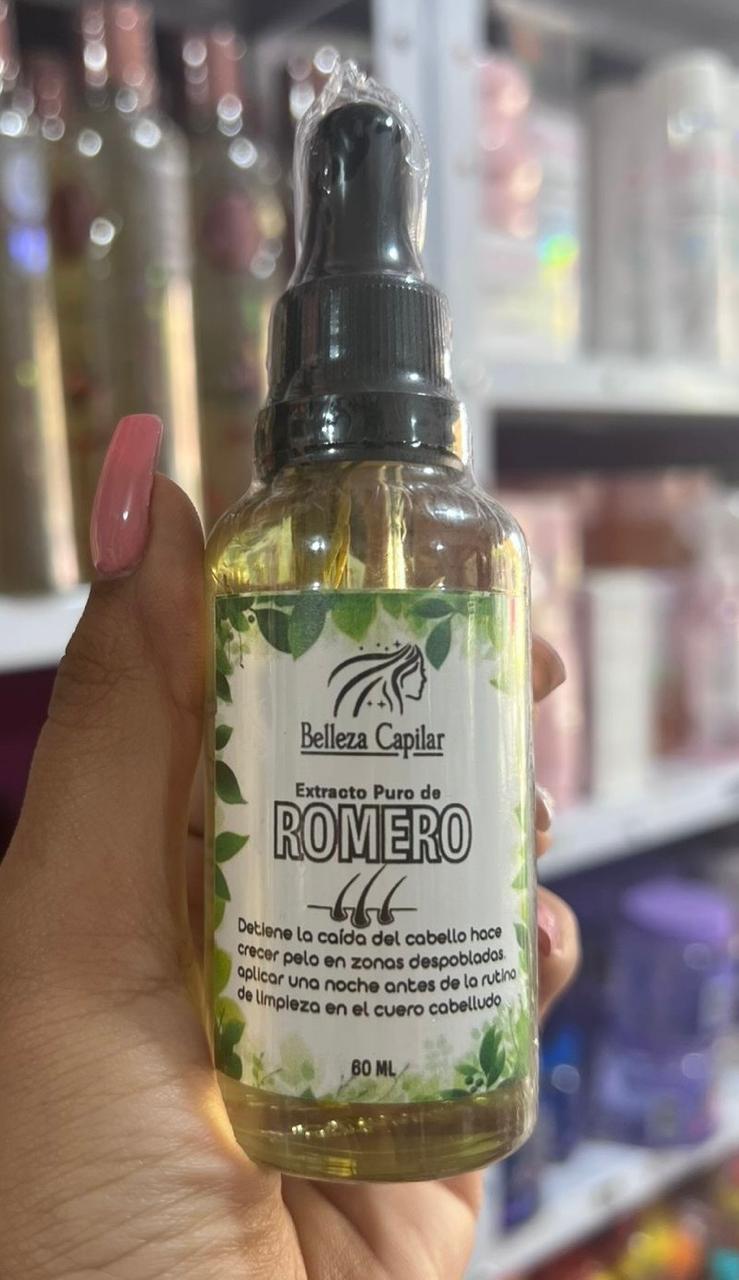 Belleza Capilar
Extracto Puro de
ROMERO
Detiene la caída del cabello hace
crecer pelo en zonas despobladas.
aplicar una noche antes de la rutina
de limpieza en el cuero cabelludo
60 ML